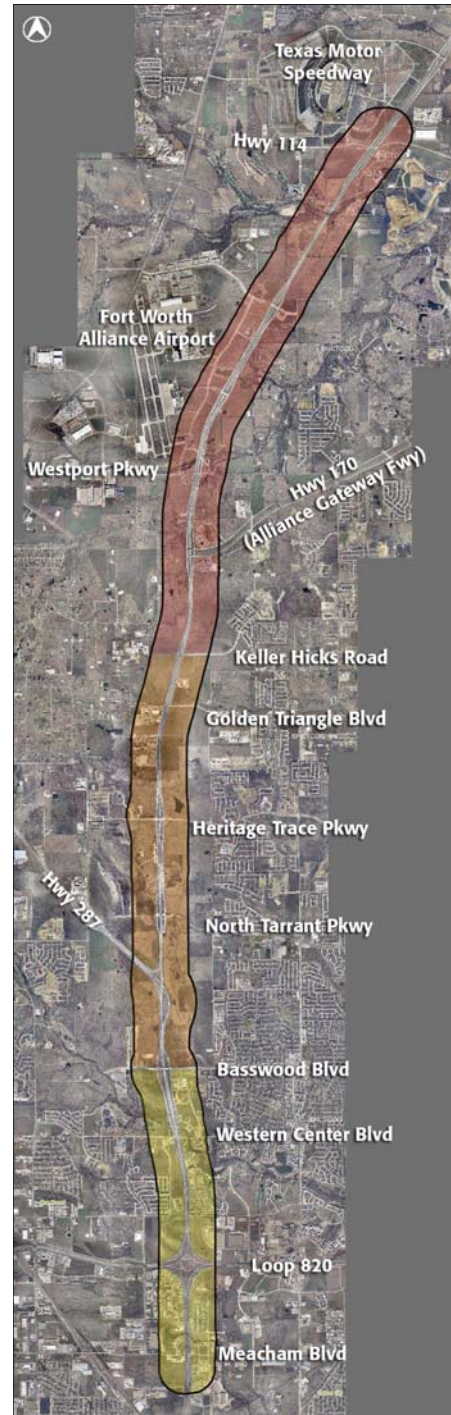 Texas Motor
Speedway
Hwy 114
Fort Worth
Alliance Airport
Westport Pkwy
Hwy 170
(Alliance Gateway Fwy)
Keller Hicks Road
Golden Triangle Blvd
Heritage Trace Pkwy
Hwy 287
North Tarrant Pkwy
Basswood Blvd
Western Center Blvd
Loop 820
Meacham Blvd